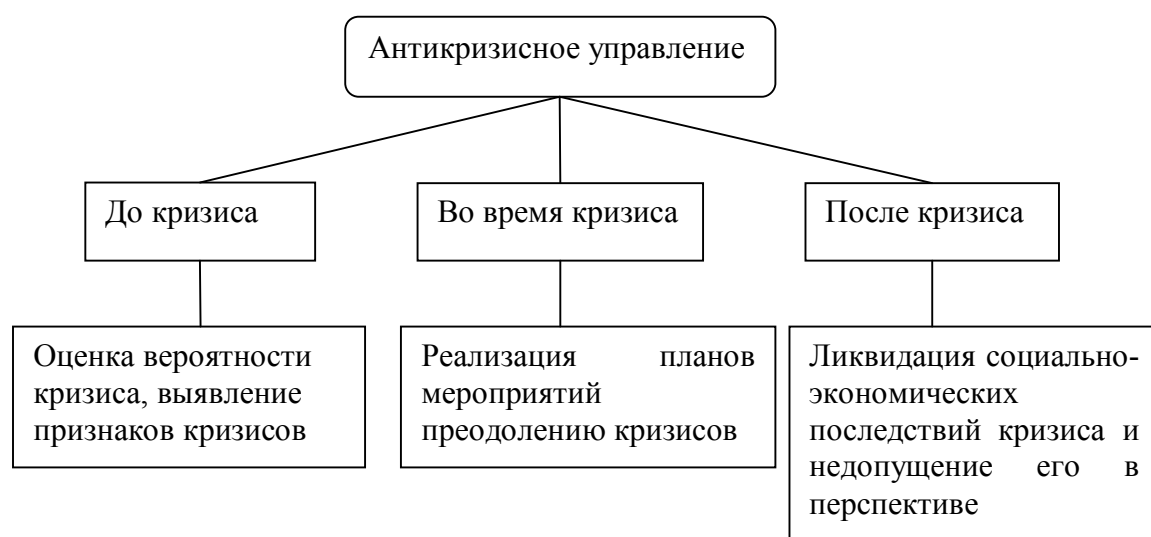 Антикризисное управление
До кризиса
Во время кризиса
После кризиса
Оценка вероятности
кризиса, выявление
признаков кризисов
Реализация планов
мероприятий
преодолению кризисов
Ликвидация социально-
экономических
последствий кризиса и
недопущение его в
перспективе